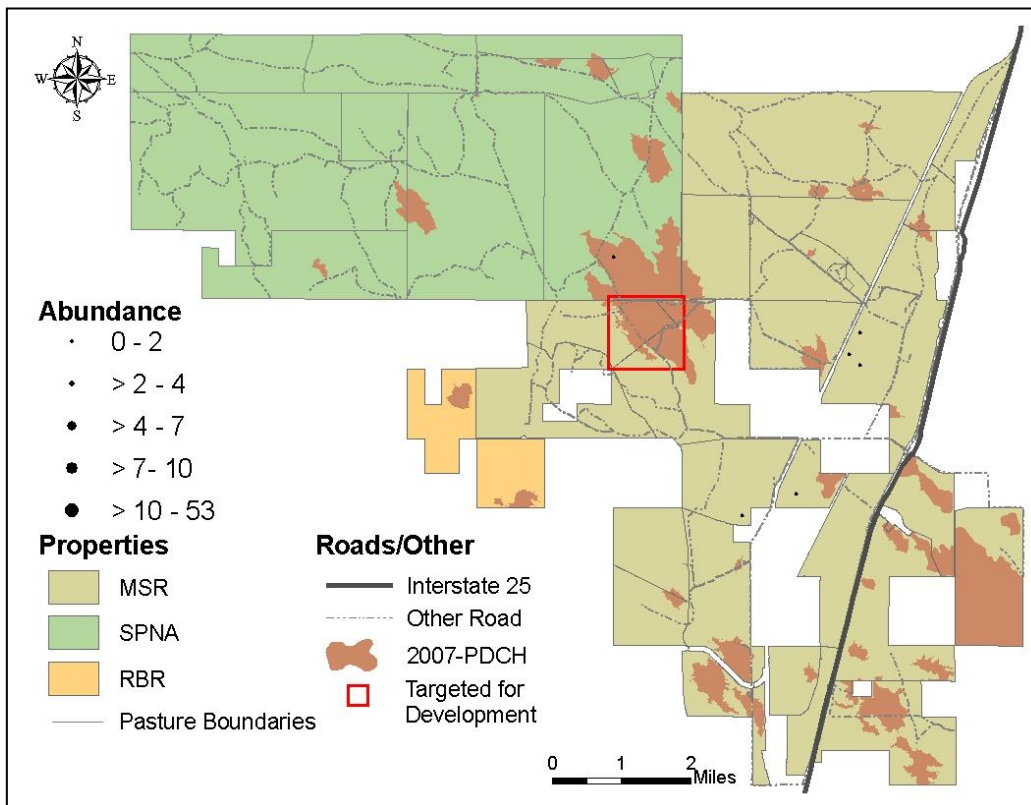 N
W E
S
Abundance
0 - 2
> 2 - 4
> 4 - 7
> 7- 10
> 10 - 53
Properties
MSR
SPNA
RBR
Pasture Boundaries
Roads/Other
Interstate 25
Other Road
2007-PDCH
Targeted for
Development
0 1 2
Miles